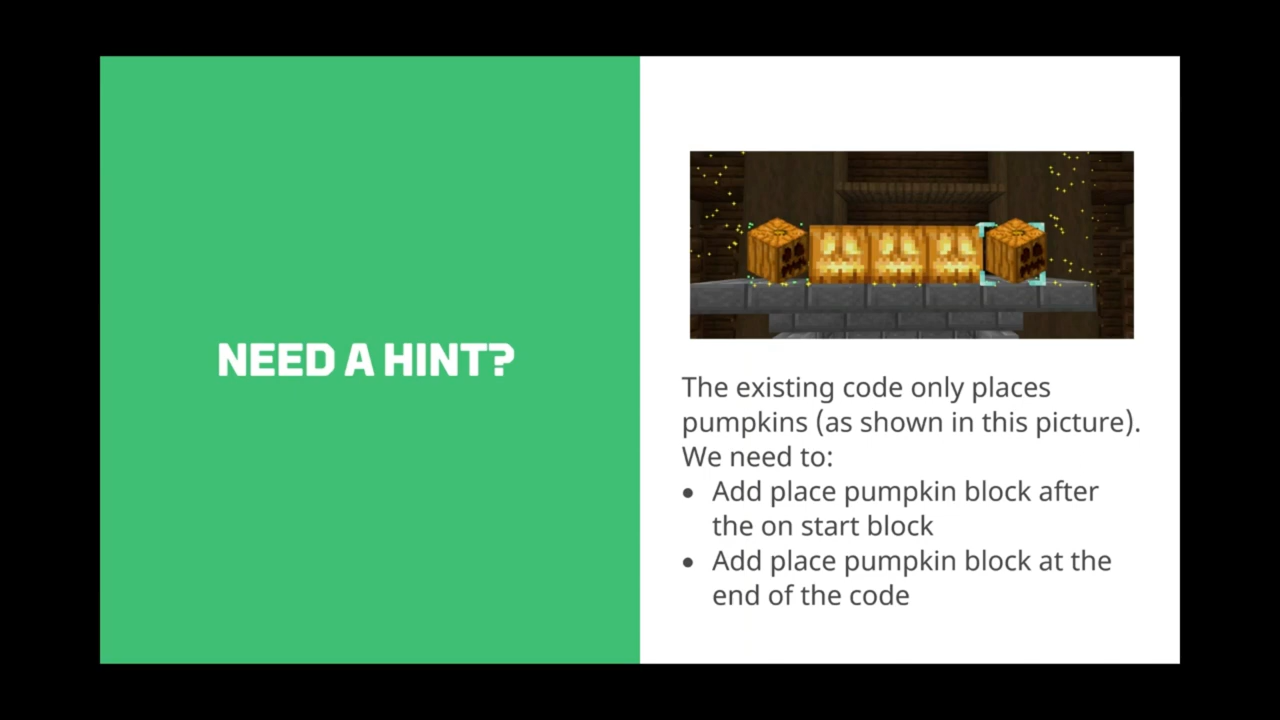 NEED A HINT?
The existing code only places
pumpkins (as shown in this picture).
We need to:
• Add place pumpkin block after
the on start block
• Add place pumpkin block at the
end of the code